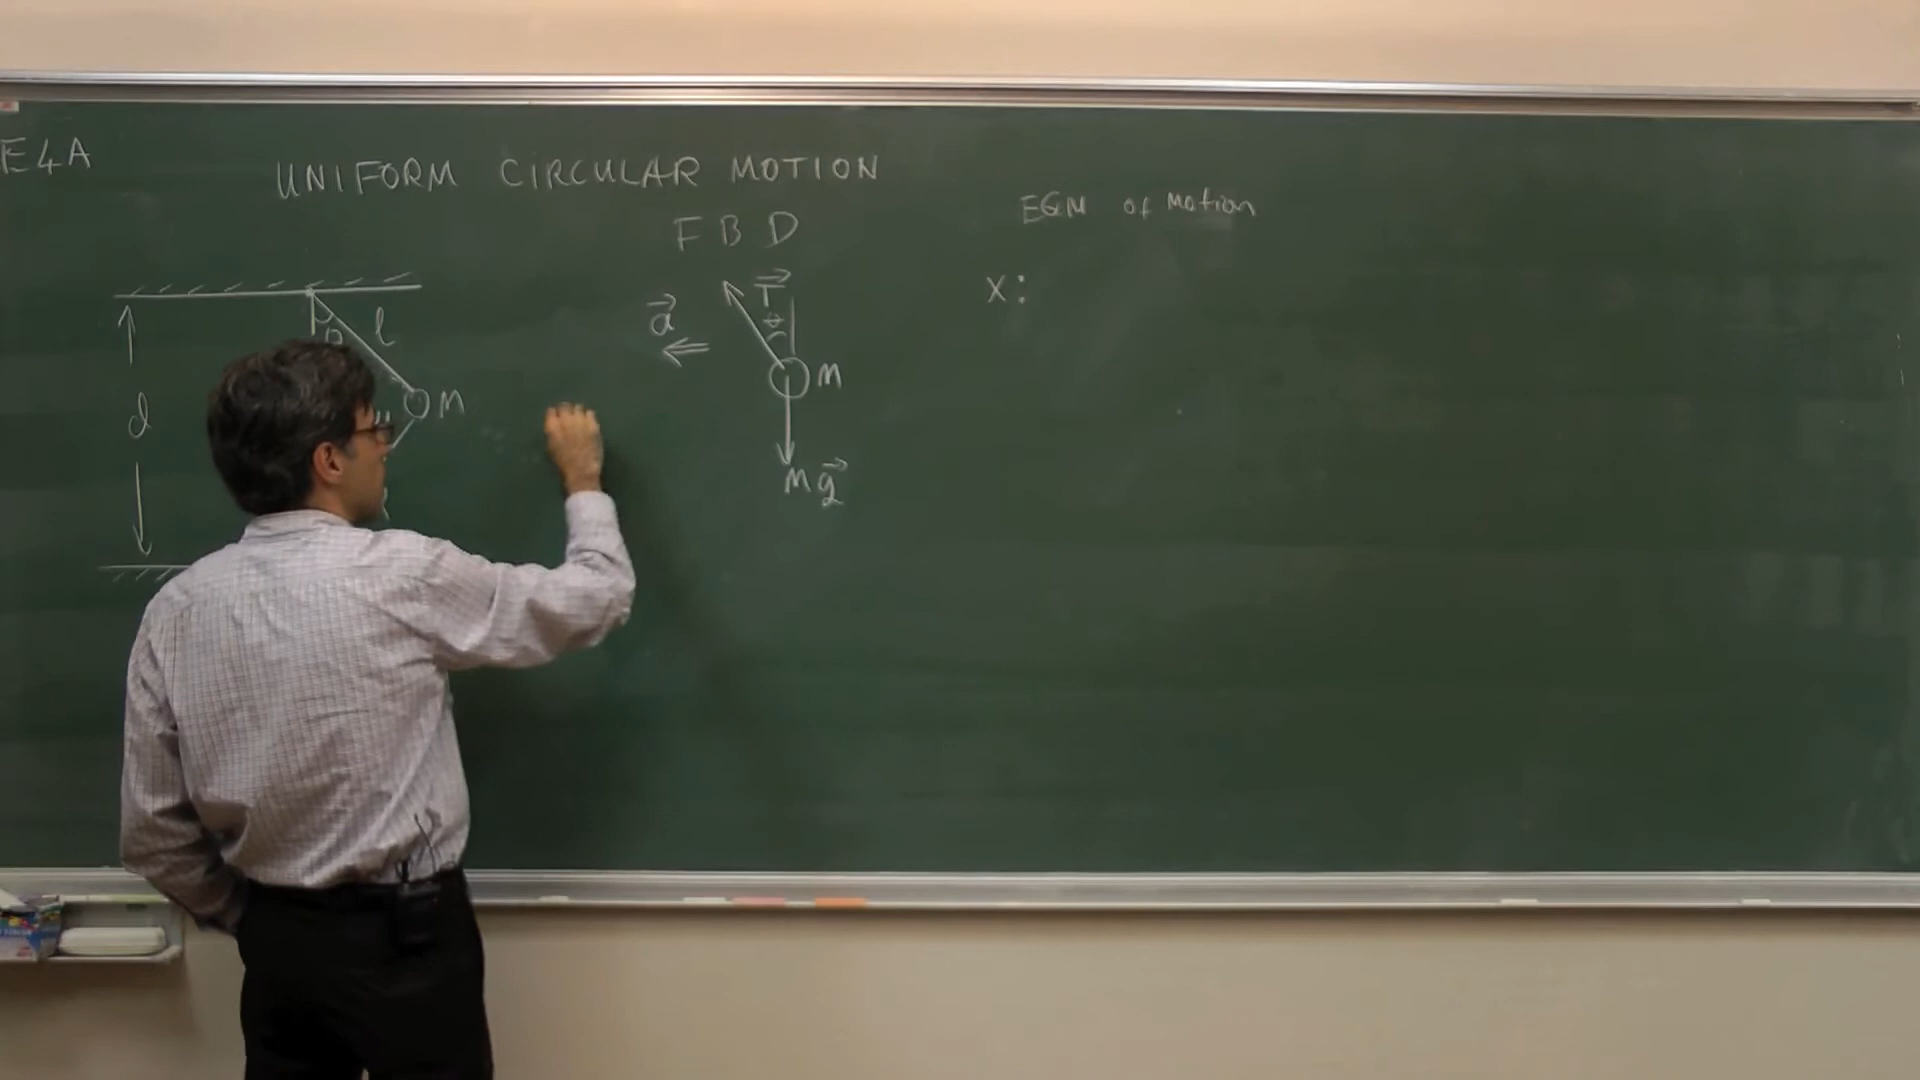 E4A
UNIFORM CIRCULAR MOTION
FBD
EQN of Motion
x:
d
θ
l
M
a⃗
T⃗
θ
M
Mg⃗